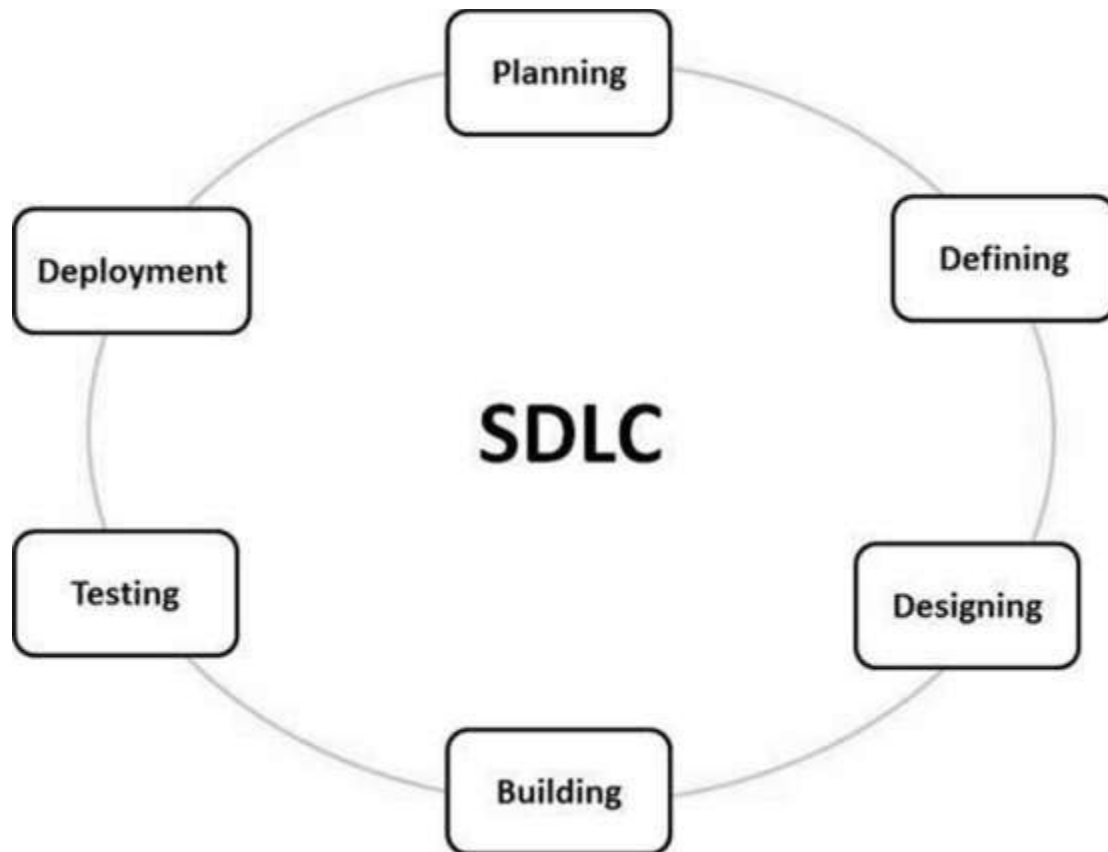 Planning
Defining
Deployment
SDLC
Designing
Testing
Building